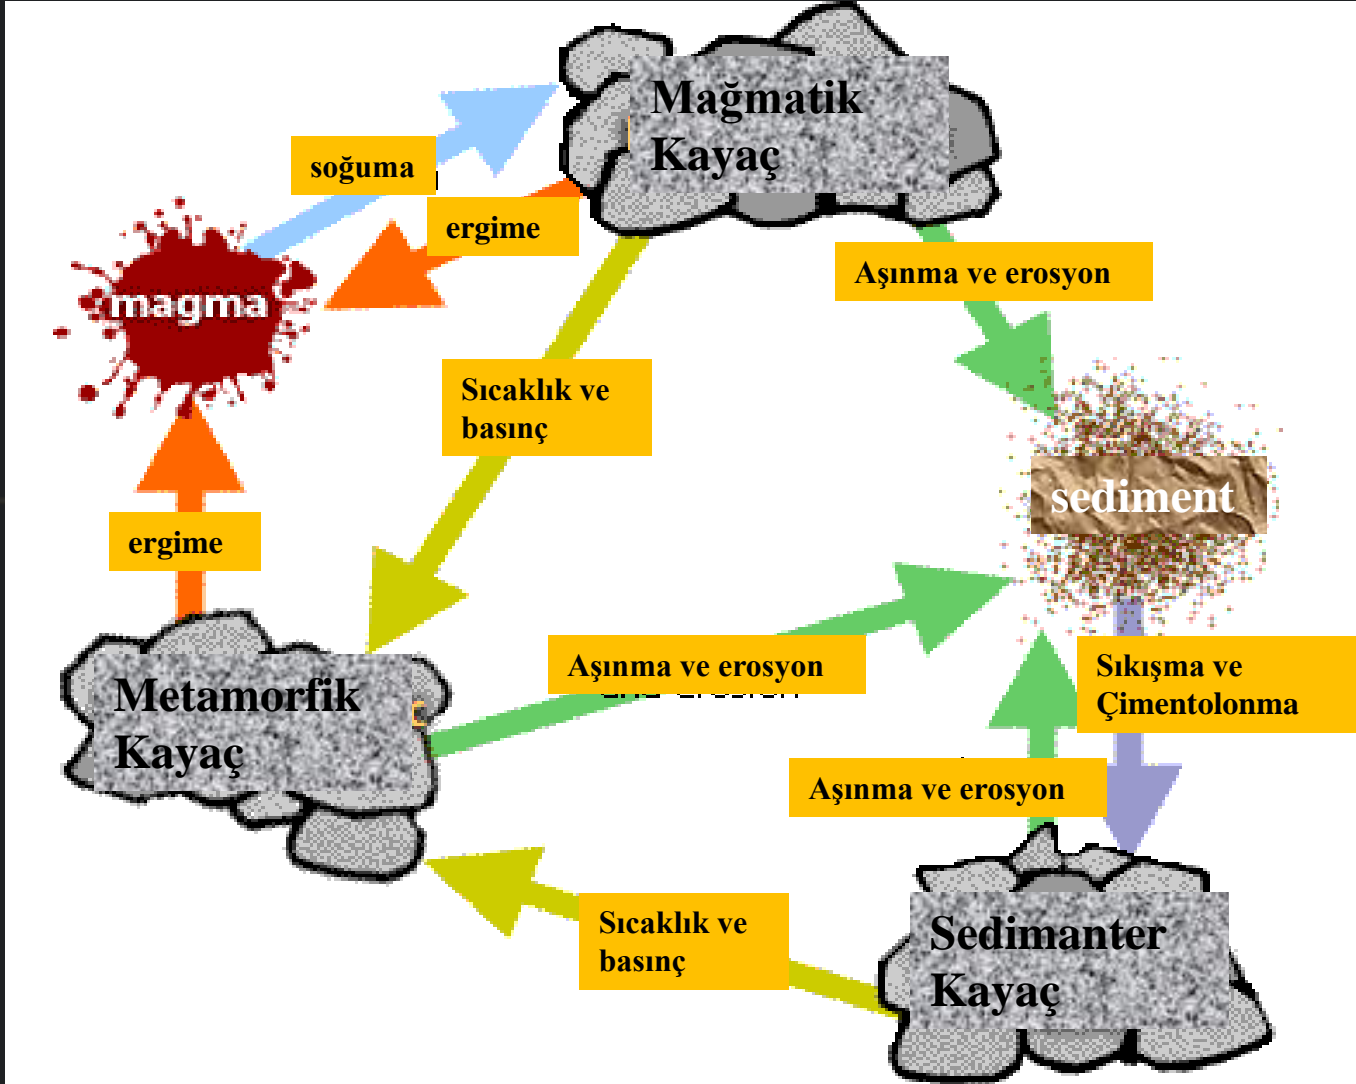 Mağmatik
Kayaç
soğuma
ergime
Aşınma ve erosyon
magma
Sıcaklık ve
basınç
sediment
ergime
Aşınma ve erosyon
Sıkışma ve
Çimentolonma
Metamorfik
Kayaç
Aşınma ve erosyon
Sıcaklık ve
basınç
Sedimanter
Kayaç